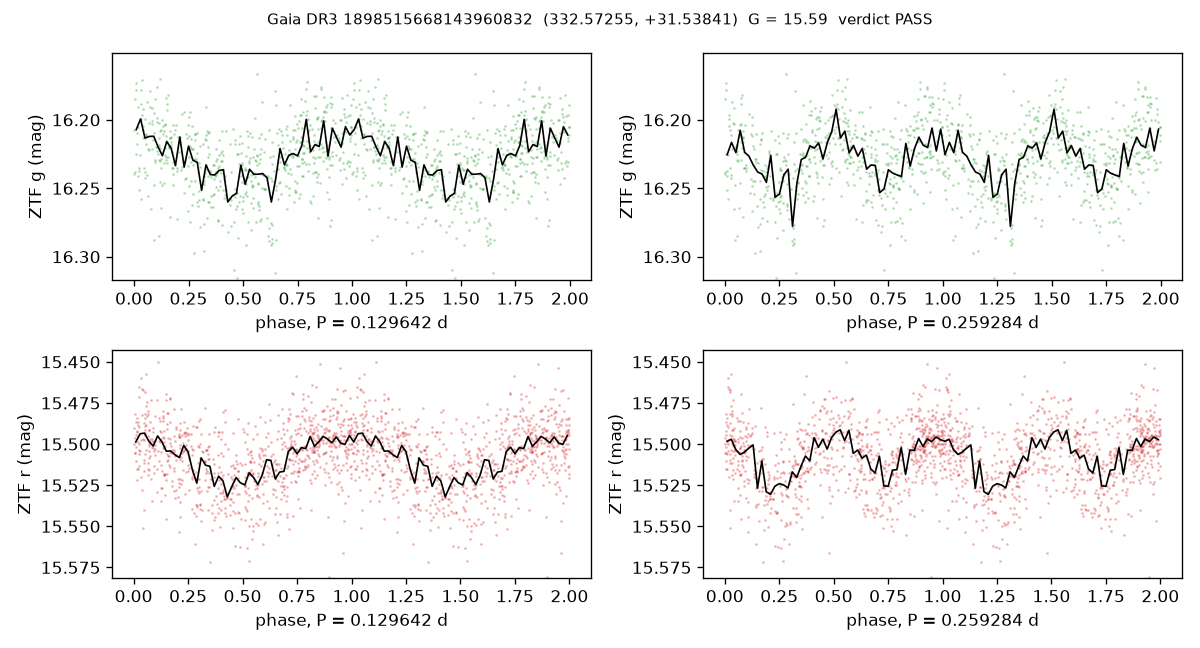 Gaia DR3 1898515668143960832 (332.57255, +31.53841) G = 15.59 verdict PASS
ZTF g (mag)
16.20
16.25
16.30
0.00 0.25 0.50 0.75 1.00 1.25 1.50 1.75 2.00
phase, P = 0.129642 d
ZTF g (mag)
16.20
16.25
16.30
0.00 0.25 0.50 0.75 1.00 1.25 1.50 1.75 2.00
phase, P = 0.259284 d
ZTF r (mag)
15.450
15.475
15.500
15.525
15.550
15.575
0.00 0.25 0.50 0.75 1.00 1.25 1.50 1.75 2.00
phase, P = 0.129642 d
ZTF r (mag)
15.450
15.475
15.500
15.525
15.550
15.575
0.00 0.25 0.50 0.75 1.00 1.25 1.50 1.75 2.00
phase, P = 0.259284 d